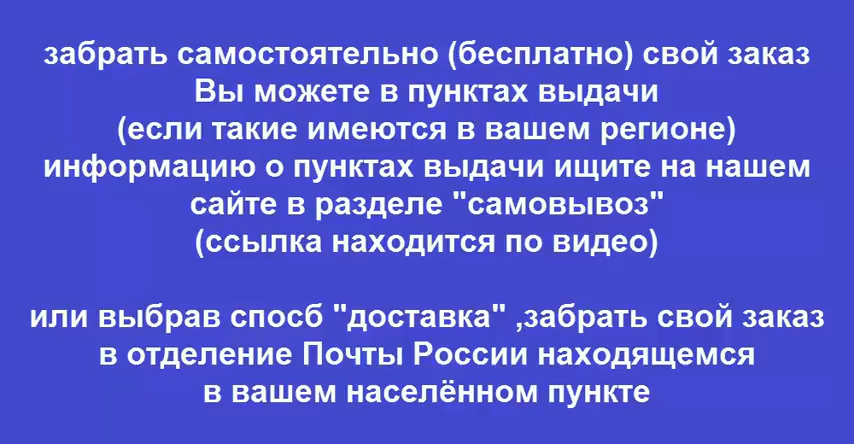 забрать самостоятельно (бесплатно) свой заказ
Вы можете в пунктах выдачи
(если такие имеются в вашем регионе)
информацию о пунктах выдачи ищите на нашем
сайте в разделе "самовывоз"
(ссылка находится по видео)
или выбрав спосб "доставка" ,забрать свой заказ
в отделение Почты России находящемся
в вашем населённом пункте